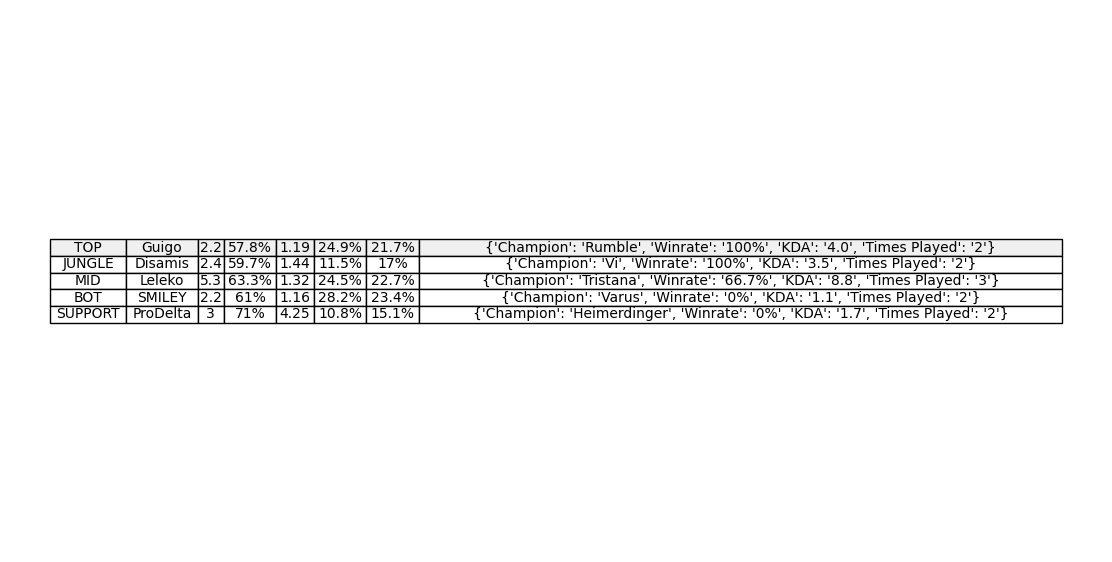 TOP Guigo 2.2 57.8% 1.19 24.9% 21.7% {'Champion': 'Rumble', 'Winrate': '100%', 'KDA': '4.0', 'Times Played': '2'}
JUNGLE Disamis 2.4 59.7% 1.44 11.5% 17% {'Champion': 'Vi', 'Winrate': '100%', 'KDA': '3.5', 'Times Played': '2'}
MID Leleko 5.3 63.3% 1.32 24.5% 22.7% {'Champion': 'Tristana', 'Winrate': '66.7%', 'KDA': '8.8', 'Times Played': '3'}
BOT SMILEY 2.2 61% 1.16 28.2% 23.4% {'Champion': 'Varus', 'Winrate': '0%', 'KDA': '1.1', 'Times Played': '2'}
SUPPORT ProDelta 3 71% 4.25 10.8% 15.1% {'Champion': 'Heimerdinger', 'Winrate': '0%', 'KDA': '1.7', 'Times Played': '2'}